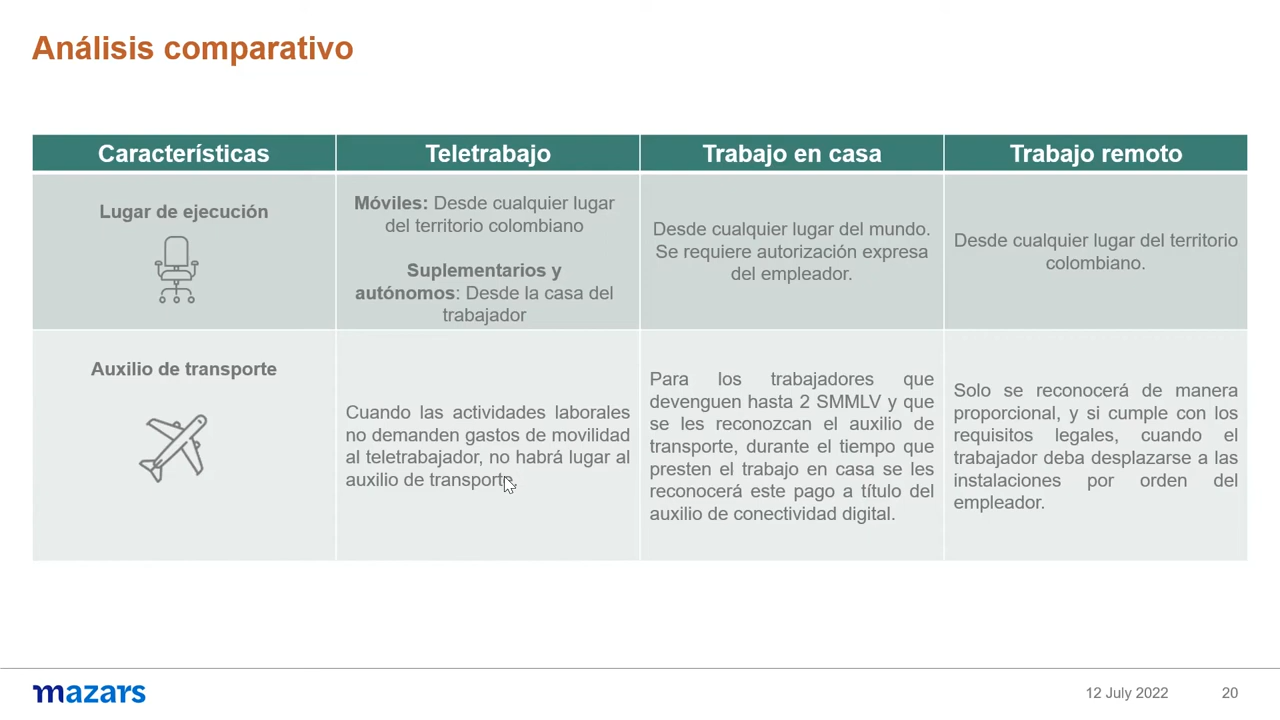 Análisis comparativo
Características
Teletrabajo
Trabajo en casa
Trabajo remoto
Lugar de ejecución
Móviles: Desde cualquier lugar
del territorio colombiano
Suplementarios y
autónomos: Desde la casa del
trabajador
Desde cualquier lugar del mundo.
Se requiere autorización expresa
del empleador.
Desde cualquier lugar del territorio
colombiano.
Auxilio de transporte
Cuando las actividades laborales
no demanden gastos de movilidad
al teletrabajador, no habrá lugar al
auxilio de transporte.
Para los trabajadores que
devenguen hasta 2 SMMLV y que
se les reconozcan el auxilio de
transporte, durante el tiempo que
presten el trabajo en casa se les
reconocerá este pago a título del
auxilio de conectividad digital.
Solo se reconocerá de manera
proporcional, y si cumple con los
requisitos legales, cuando el
trabajador deba desplazarse a las
instalaciones por orden del
empleador.
mazars
12 July 2022
20